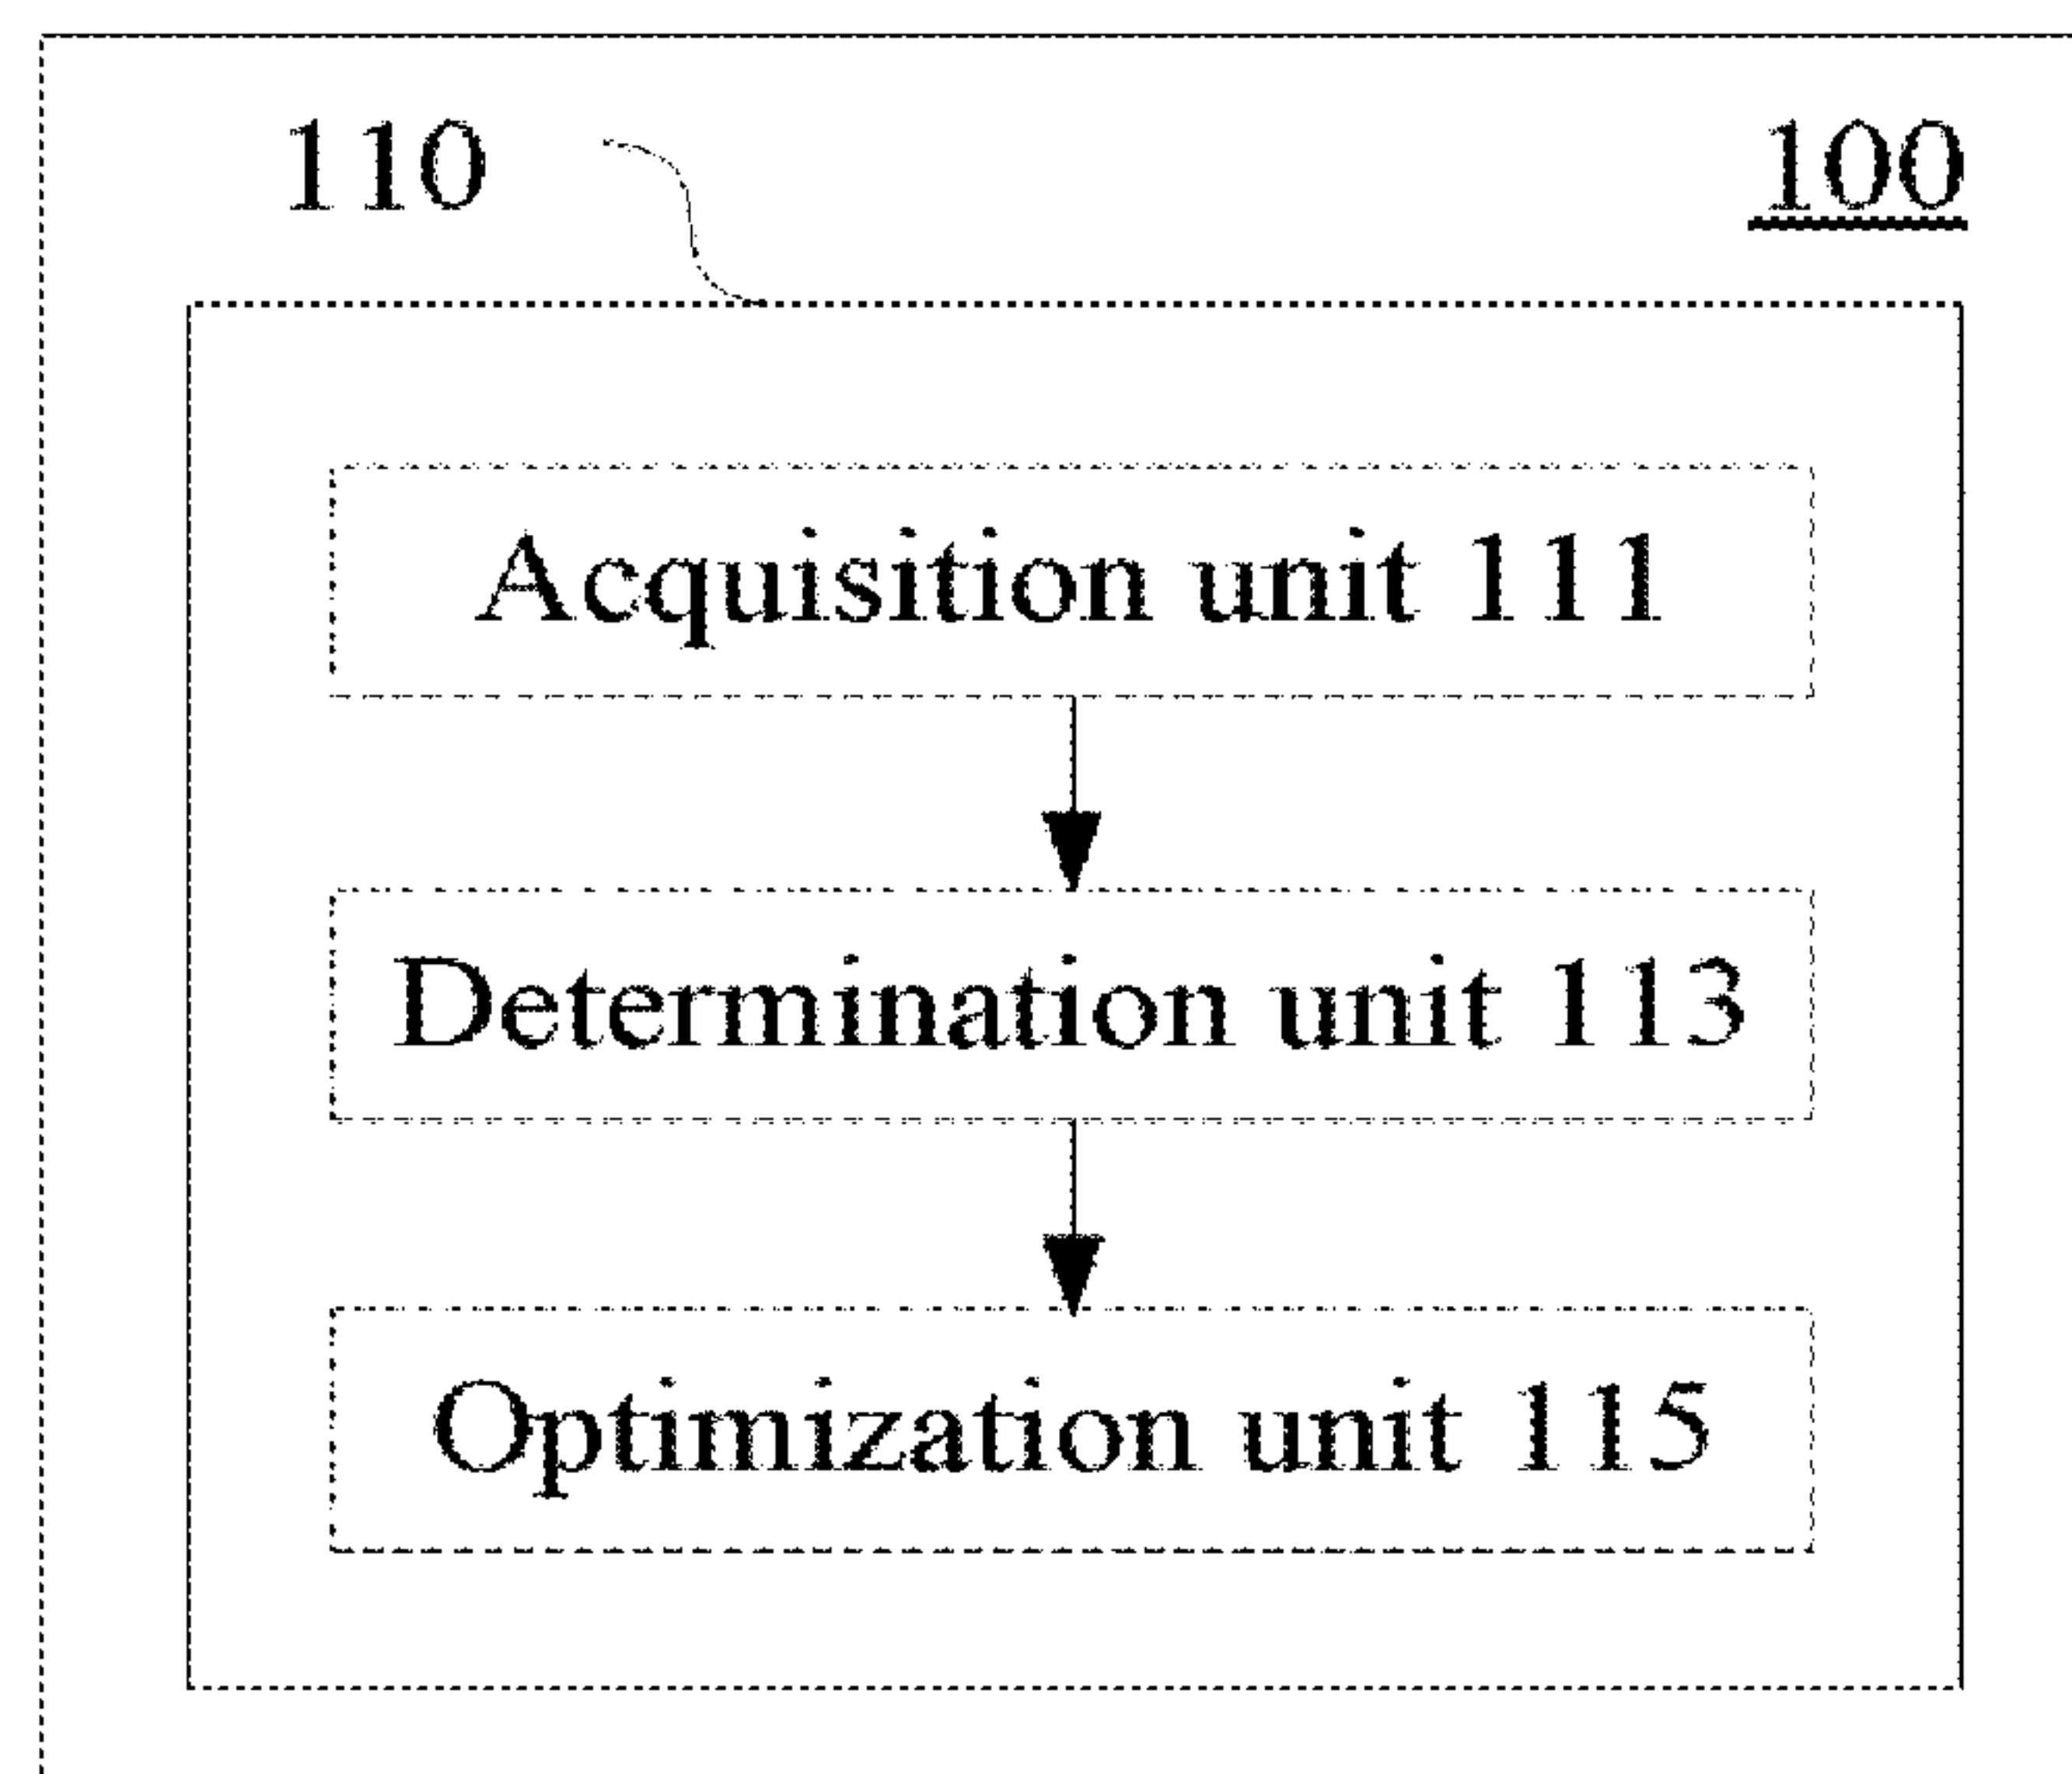 110
100
Acquisition unit 111
Determination unit 113
Optimization unit 115